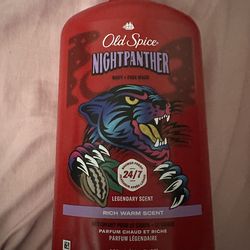 Old Spice
NIGHTPANTHER
BODY + FACE WASH
24/7
LEGENDARY SCENT
RICH WARM SCENT
PARFUM CHAUD ET RICHE
PARFUM LÉGENDAIRE